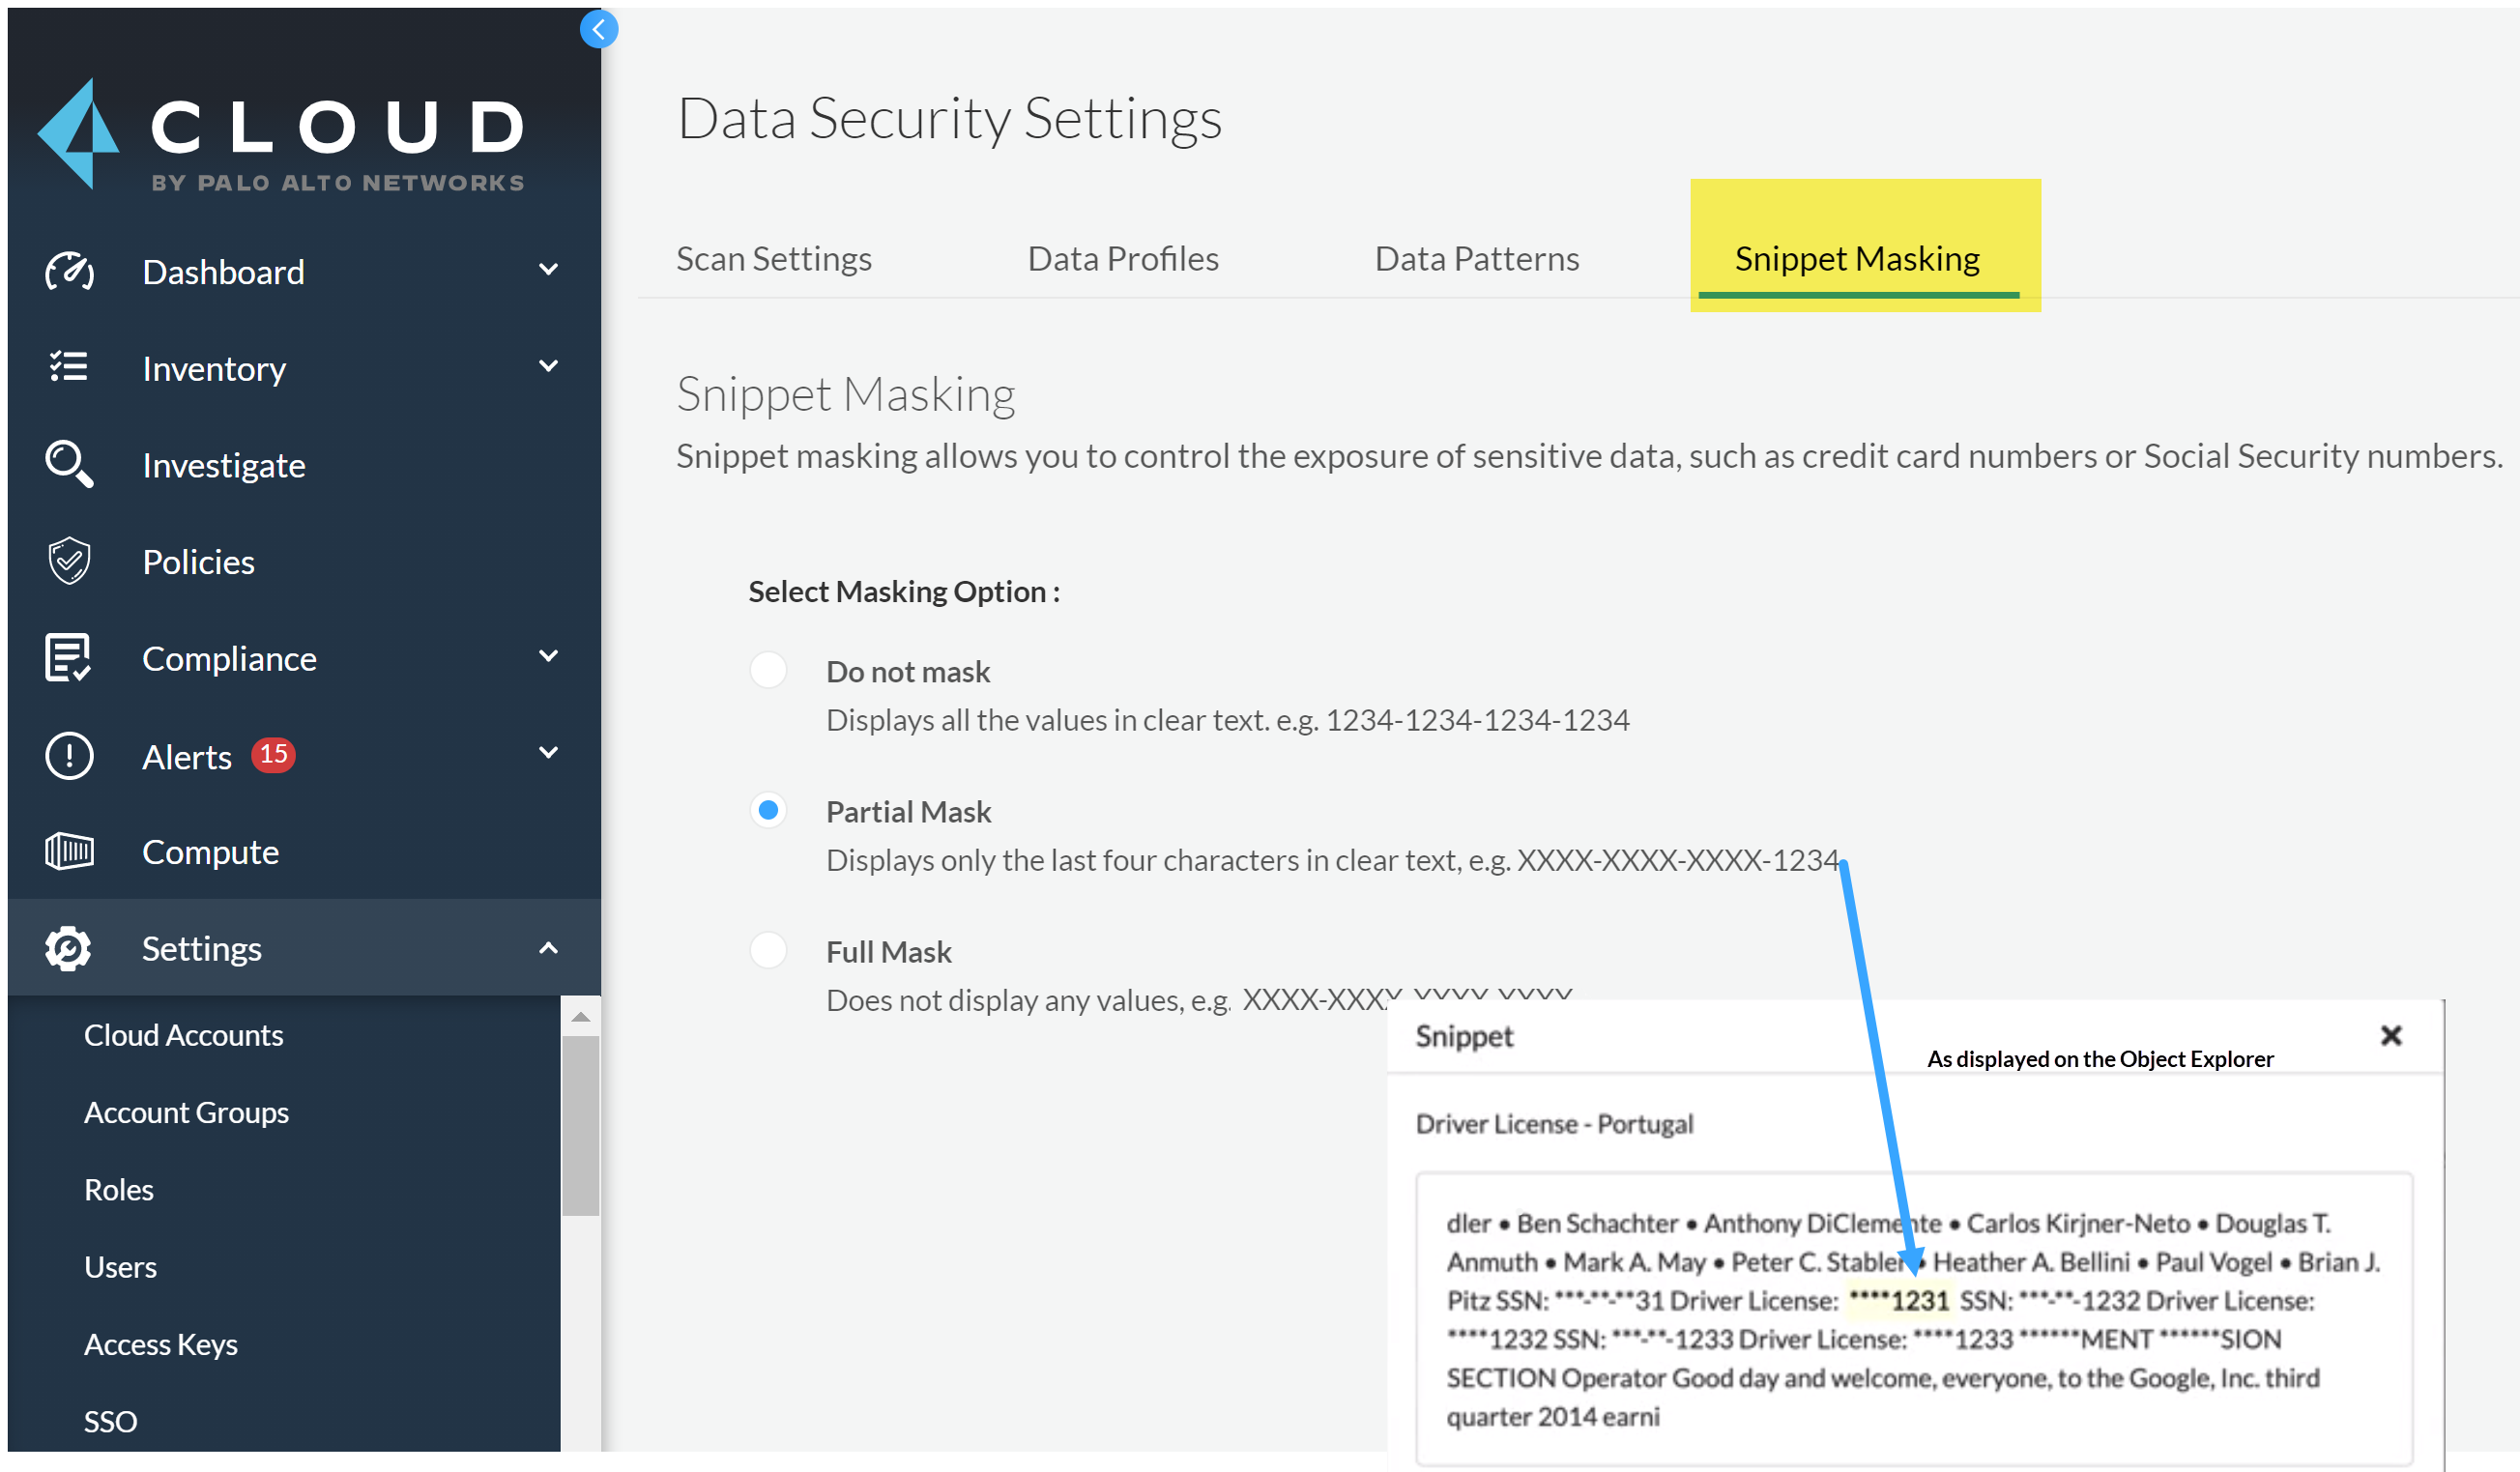 CLOUD
BY PALO ALTO NETWORKS
Dashboard
Inventory
Investigate
Policies
Compliance
Alerts 15
Compute
Settings
Cloud Accounts
Account Groups
Roles
Users
Access Keys
SSO
Data Security Settings
Scan Settings Data Profiles Data Patterns Snippet Masking
Snippet Masking
Snippet masking allows you to control the exposure of sensitive data, such as credit card numbers or Social Security numbers.
Select Masking Option :
Do not mask
Displays all the values in clear text. e.g. 1234-1234-1234-1234
Partial Mask
Displays only the last four characters in clear text, e.g. XXXX-XXXX-XXXX-1234
Full Mask
Does not display any values, e.g. XXXX-XXXX-XXXX-XXXX
Snippet
As displayed on the Object Explorer
Driver License - Portugal
dler • Ben Schachter • Anthony DiClemente • Carlos Kirjner-Neto • Douglas T.
Anmuth • Mark A. May • Peter C. Stabler • Heather A. Bellini • Paul Vogel • Brian J.
Pitz SSN: ***-**-**31 Driver License: ****1231 SSN: ***-**-1232 Driver License:
****1232 SSN: ***-**-1233 Driver License: ****1233 ******MENT ******SION
SECTION Operator Good day and welcome, everyone, to the Google, Inc. third
quarter 2014 earni